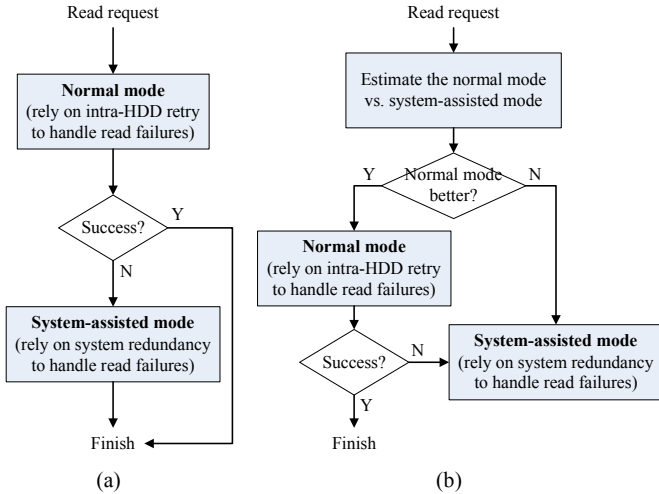 Read request
Normal mode
(rely on intra-HDD retry
to handle read failures)
Success?
Y
N
System-assisted mode
(rely on system redundancy
to handle read failures)
Finish
(a)
Read request
Estimate the normal mode
vs. system-assisted mode
Y
Normal mode
better?
N
Normal mode
(rely on intra-HDD retry
to handle read failures)
Success?
N
Y
System-assisted mode
(rely on system redundancy
to handle read failures)
Finish
(b)